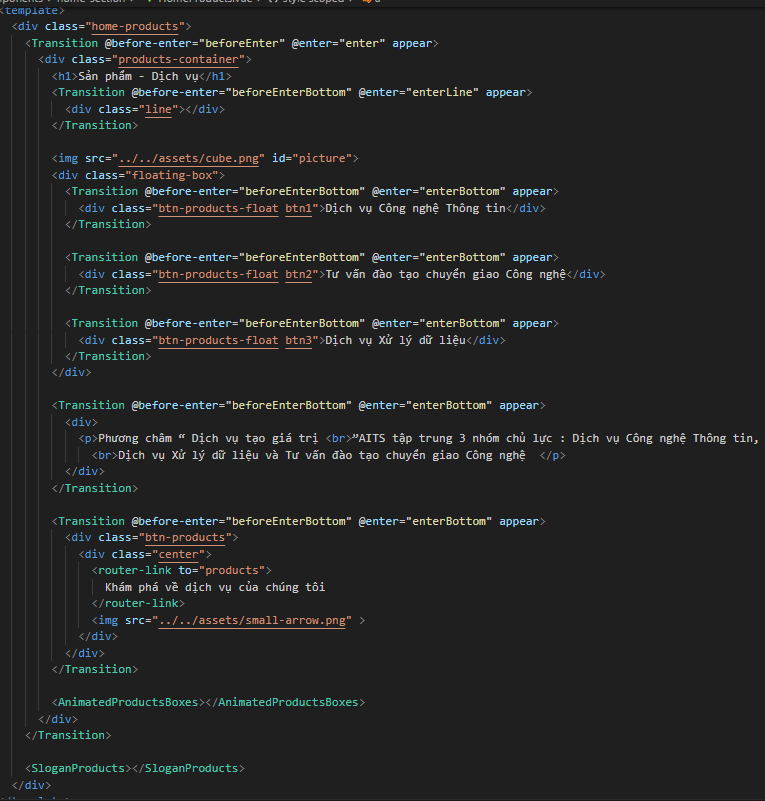 <template>
<div class="home-products">
<Transition @before-enter="beforeEnter" @enter="enter" appear>
<div class="products-container">
<h1>Sản phẩm - Dịch vụ</h1>
<Transition @before-enter="beforeEnterBottom" @enter="enterLine" appear>
<div class="line"></div>
</Transition>
<img src="../../assets/cube.png" id="picture">
<div class="floating-box">
<Transition @before-enter="beforeEnterBottom" @enter="enterBottom" appear>
<div class="btn-products-float btn1">Dịch vụ Công nghệ Thông tin</div>
</Transition>
<Transition @before-enter="beforeEnterBottom" @enter="enterBottom" appear>
<div class="btn-products-float btn2">Tư vấn đào tạo chuyển giao Công nghệ</div>
</Transition>
<Transition @before-enter="beforeEnterBottom" @enter="enterBottom" appear>
<div class="btn-products-float btn3">Dịch vụ Xử lý dữ liệu</div>
</Transition>
</div>
<Transition @before-enter="beforeEnterBottom" @enter="enterBottom" appear>
<div>
<p>Phương châm “ Dịch vụ tạo giá trị <br>”AITS tập trung 3 nhóm chủ lực : Dịch vụ Công nghệ Thông tin,
<br>Dịch vụ Xử lý dữ liệu và Tư vấn đào tạo chuyển giao Công nghệ  </p>
</div>
</Transition>
<Transition @before-enter="beforeEnterBottom" @enter="enterBottom" appear>
<div class="btn-products">
<div class="center">
<router-link to="products">
Khám phá về dịch vụ của chúng tôi
</router-link>
<img src="../../assets/small-arrow.png" >
</div>
</div>
</Transition>
<AnimatedProductsBoxes></AnimatedProductsBoxes>
</div>
</Transition>
<SloganProducts></SloganProducts>
</div>